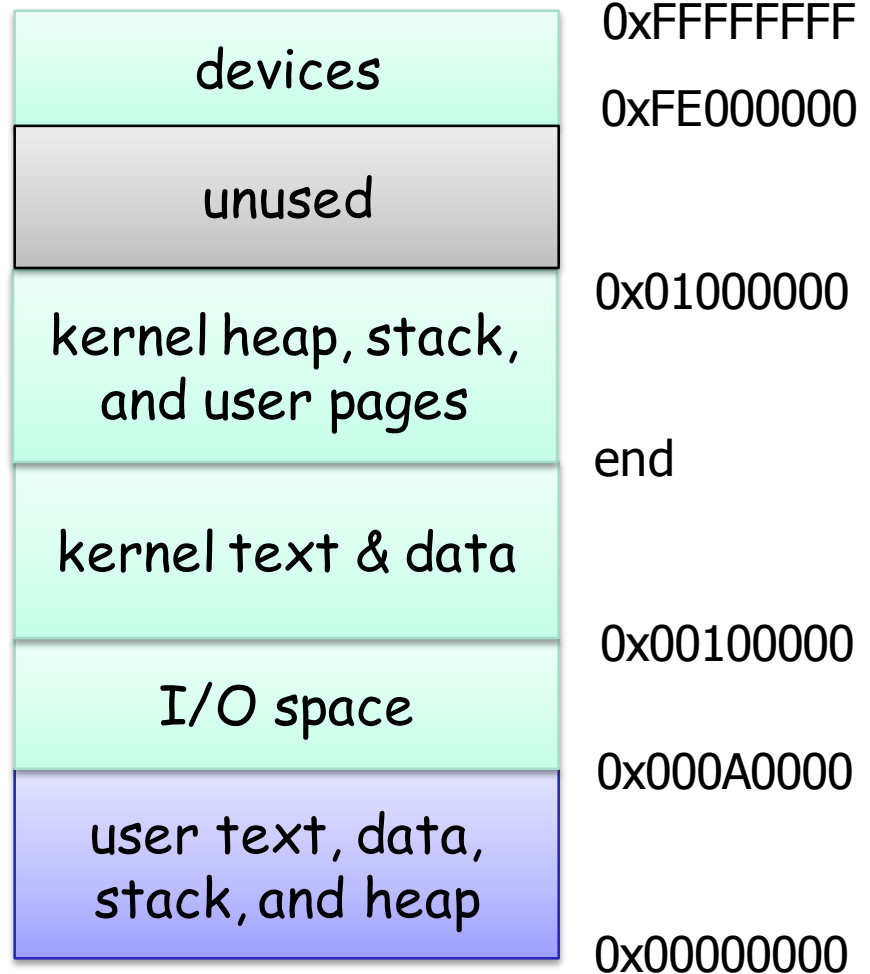 0xFFFFFFFF
devices
0xFE000000
unused
0x01000000
kernel heap, stack,
and user pages
end
kernel text & data
0x00100000
I/O space
0x000A0000
user text, data,
stack, and heap
0x00000000